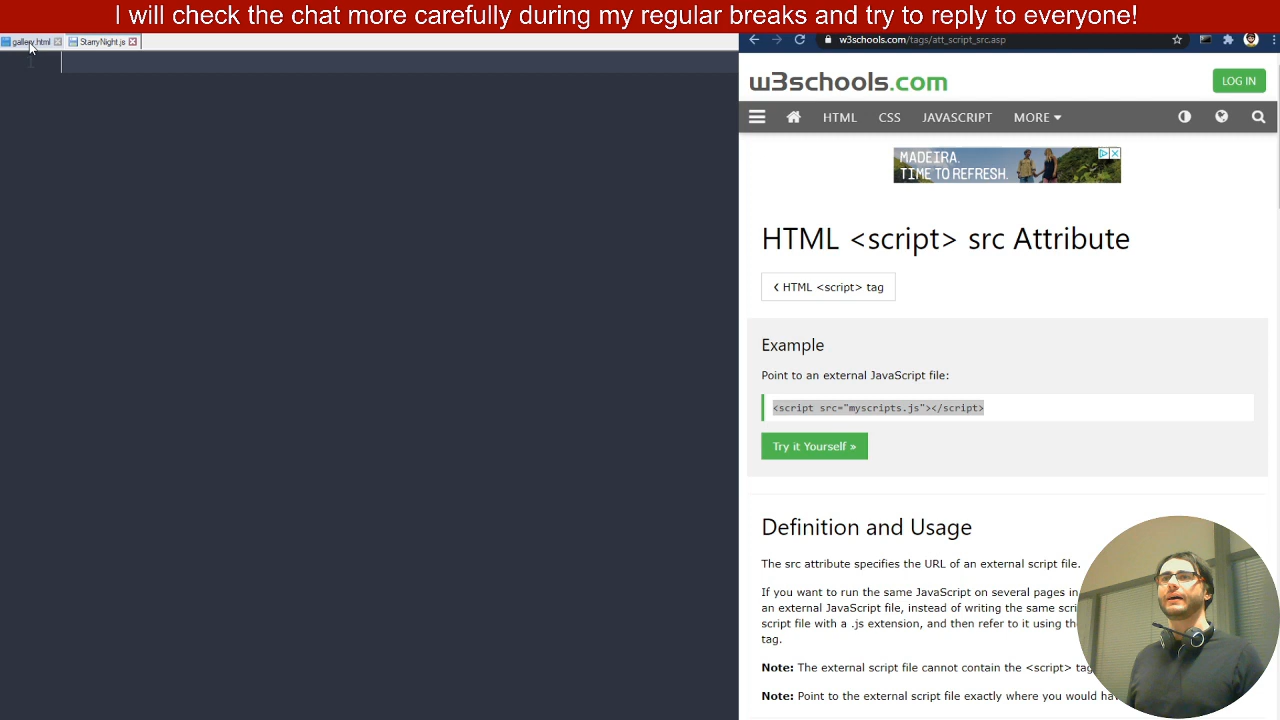 I will check the chat more carefully during my regular breaks and try to reply to everyone!
gallery.html
StarryNight.js
w3schools.com/tags/att_script_src.asp
1
w3schools.com
LOG IN
HTML
CSS
JAVASCRIPT
MORE
MADEIRA.
TIME TO REFRESH.
HTML <script> src Attribute
❮ HTML <script> tag
Example
Point to an external JavaScript file:
<script src="myscripts.js"></script>
Try it Yourself »
Definition and Usage
The src attribute specifies the URL of an external script file.
If you want to run the same JavaScript on several pages in
an external JavaScript file, instead of writing the same scri
script file with a .js extension, and then refer to it using the
tag.
Note: The external script file cannot contain the <script> tag
Note: Point to the external script file exactly where you would ha